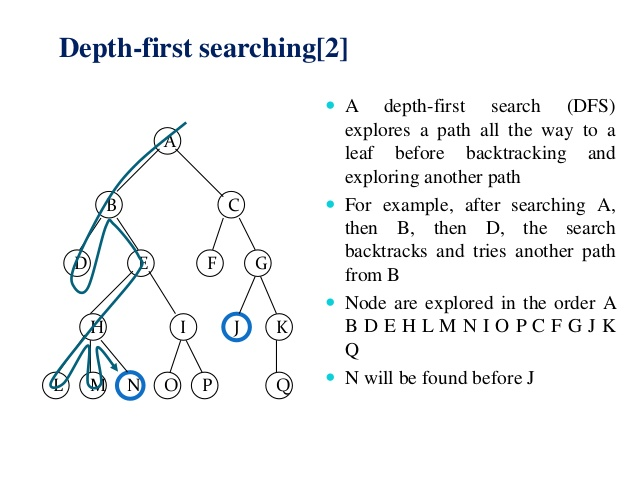 Depth-first searching[2]
A
B
C
D
E
F
G
H
I
J
K
L
M
N
O
P
Q
• A depth-first search (DFS)
explores a path all the way to a
leaf before backtracking and
exploring another path
• For example, after searching A,
then B, then D, the search
backtracks and tries another path
from B
• Node are explored in the order A
B D E H L M N I O P C F G J K
Q
• N will be found before J